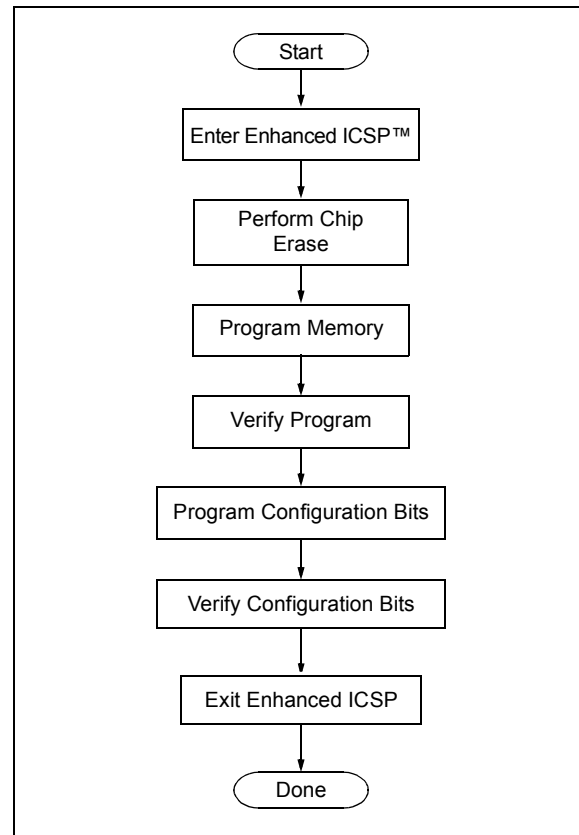 Start
Enter Enhanced ICSP™
Perform Chip
Erase
Program Memory
Verify Program
Program Configuration Bits
Verify Configuration Bits
Exit Enhanced ICSP
Done